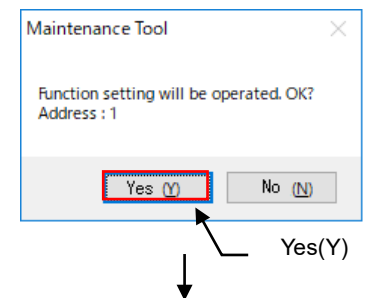 Maintenance Tool
Function setting will be operated. OK?
Address : 1
Yes (Y)
No (N)
Yes(Y)